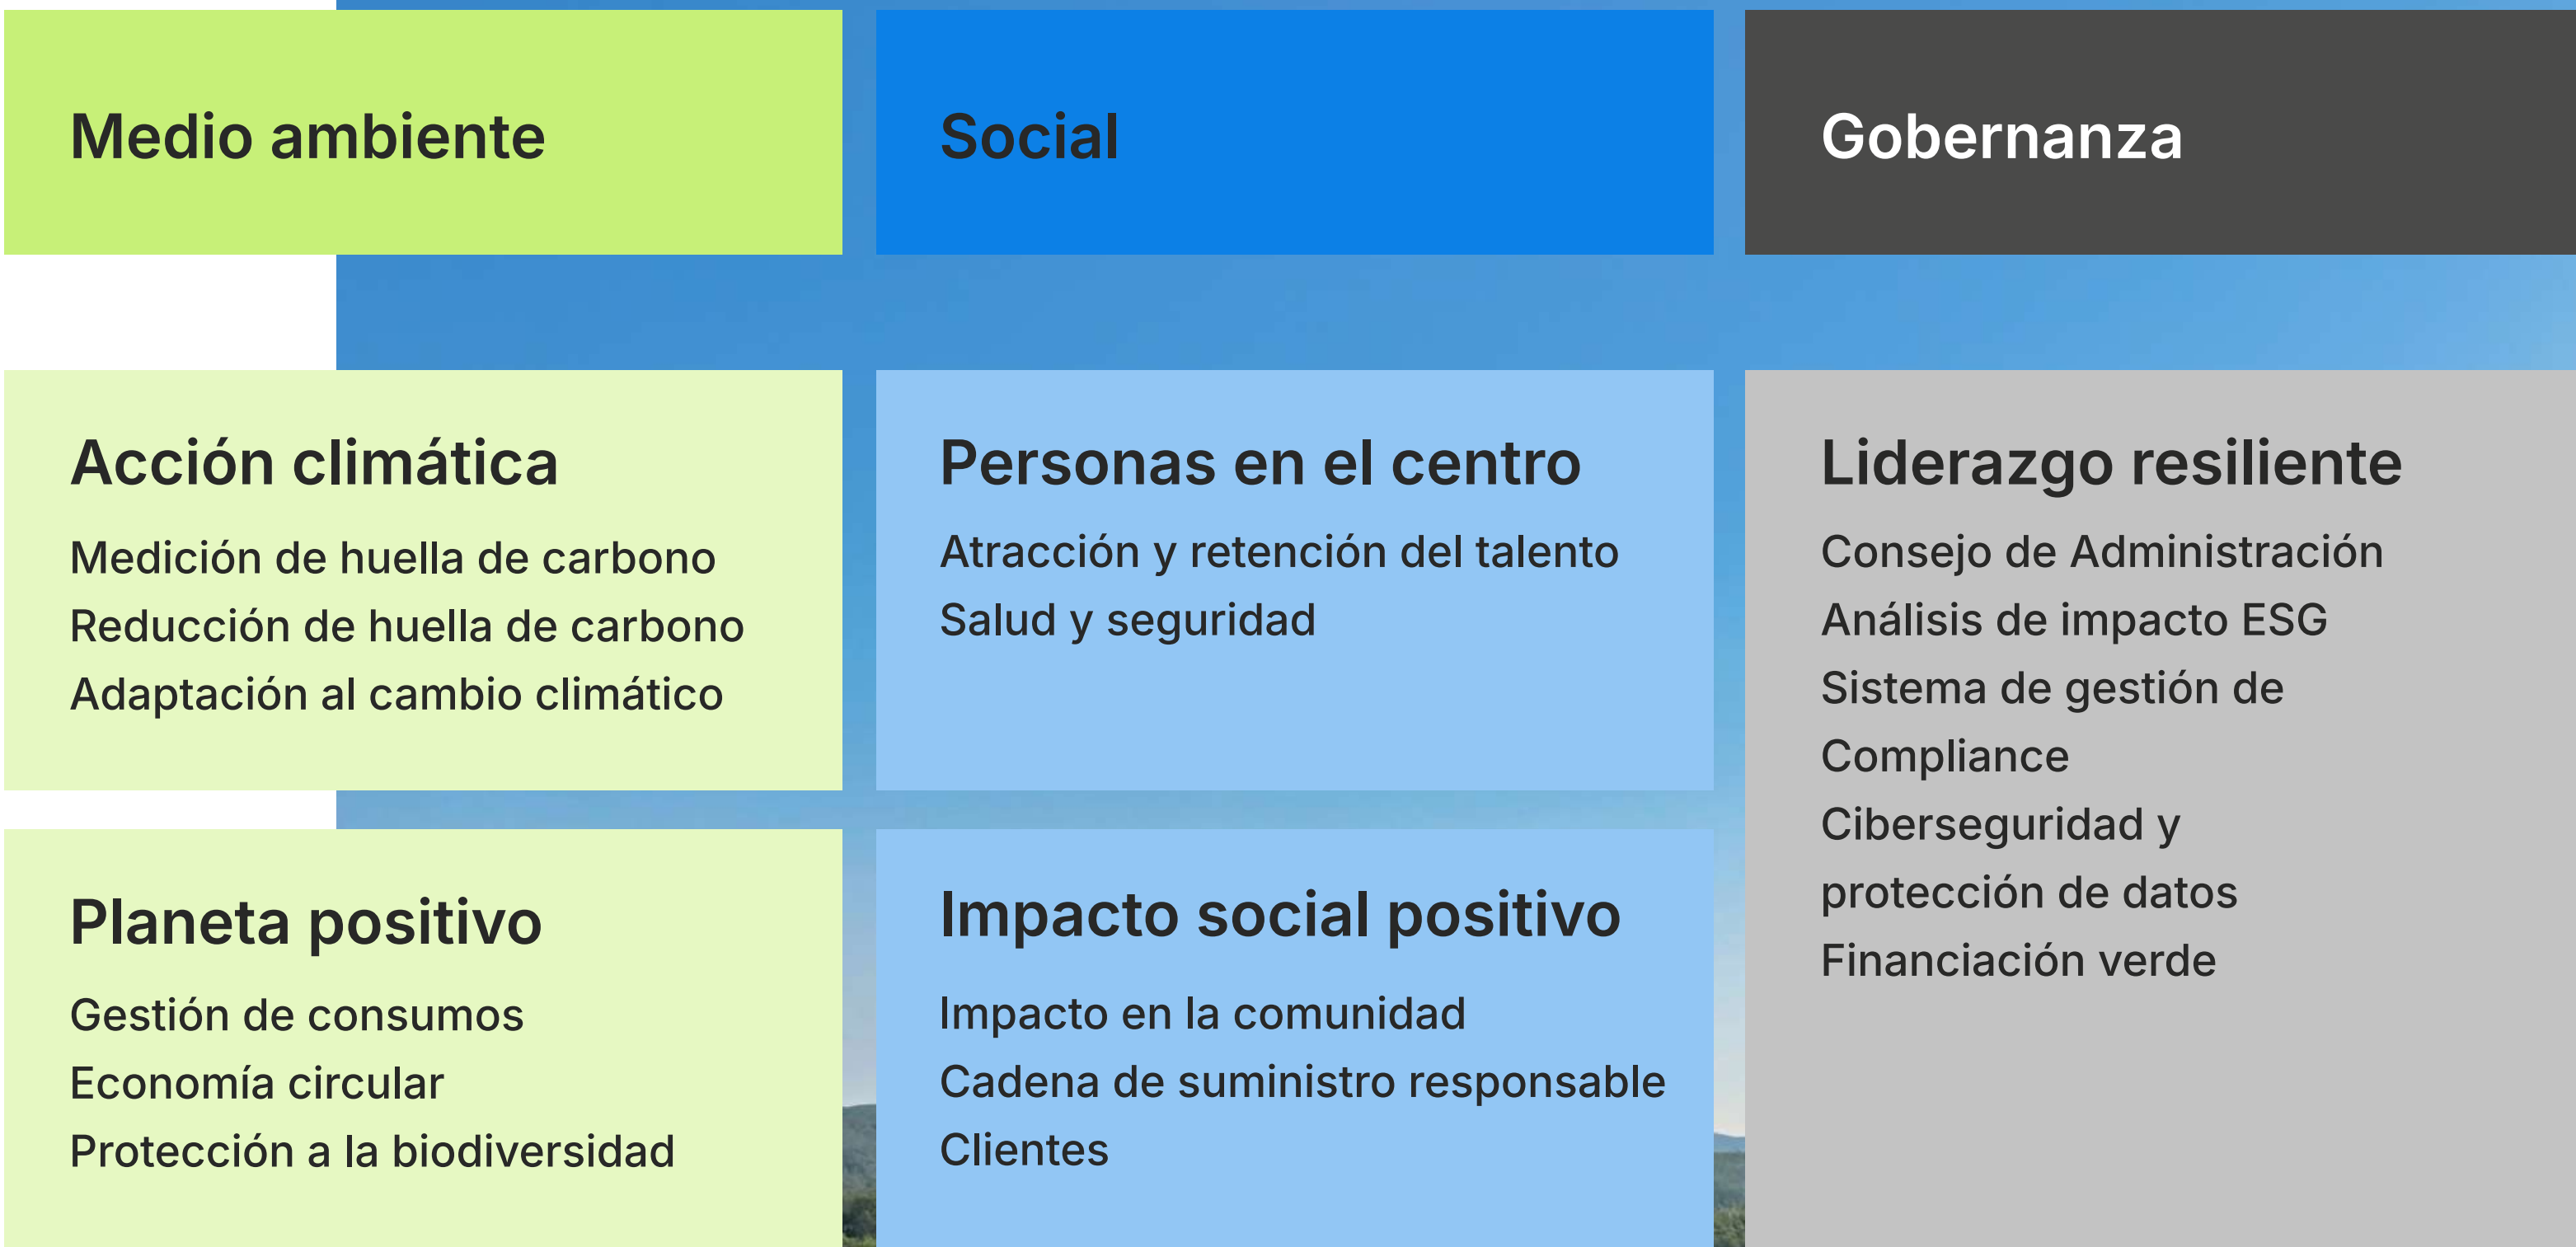 Medio ambiente
Social
Gobernanza
Acción climática
Medición de huella de carbono
Reducción de huella de carbono
Adaptación al cambio climático
Personas en el centro
Atracción y retención del talento
Salud y seguridad
Liderazgo resiliente
Consejo de Administración
Análisis de impacto ESG
Sistema de gestión de
Compliance
Ciberseguridad y
protección de datos
Financiación verde
Planeta positivo
Gestión de consumos
Economía circular
Protección a la biodiversidad
Impacto social positivo
Impacto en la comunidad
Cadena de suministro responsable
Clientes